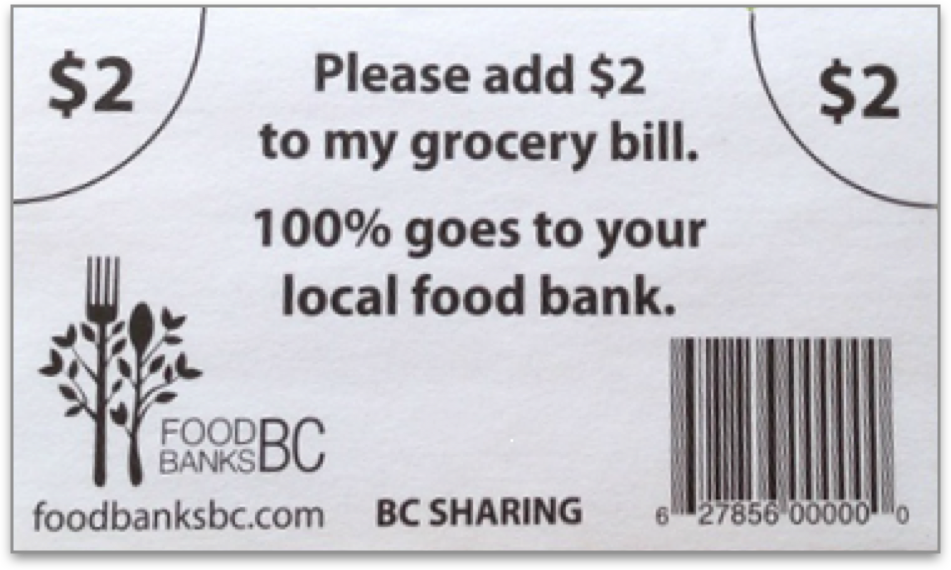 $2
Please add $2
to my grocery bill.
$2
100% goes to your
local food bank.
FOOD
BANKS BC
foodbanksbc.com
BC SHARING
6 27856 00000 0